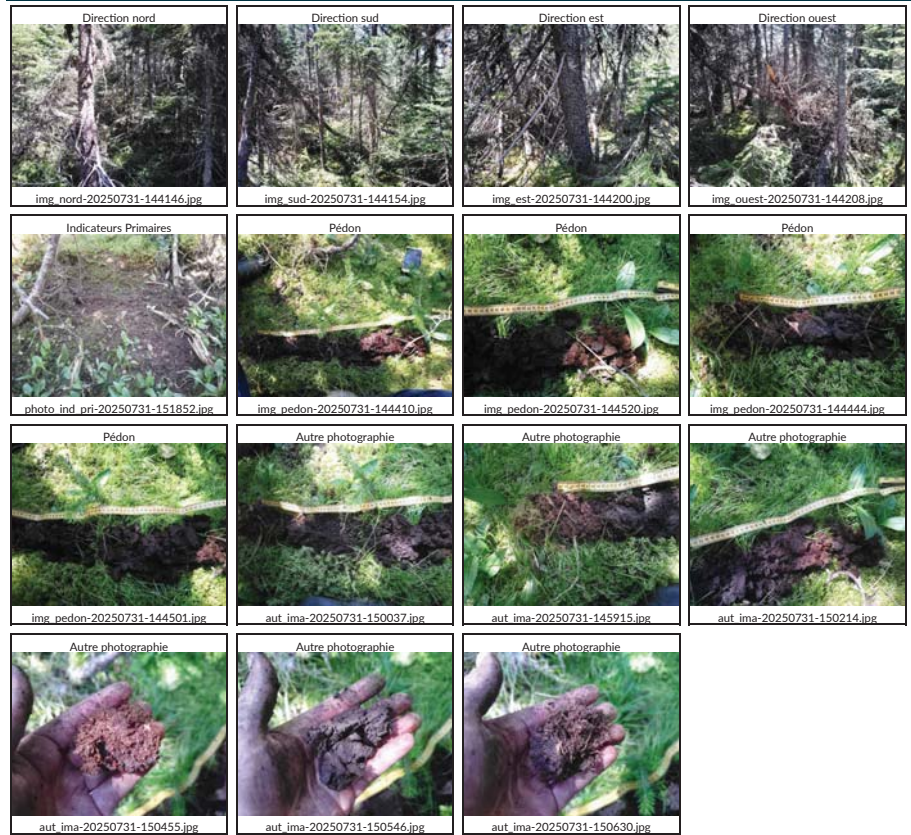 Direction nord
Direction sud
Direction est
Direction ouest
img_nord-20250731-144146.jpg
img_sud-20250731-144154.jpg
img_est-20250731-144200.jpg
img_ouest-20250731-144208.jpg
Indicateurs Primaires
Pédon
Pédon
Pédon
photo_ind_pri-20250731-151852.jpg
img_pedon-20250731-144410.jpg
img_pedon-20250731-144520.jpg
img_pedon-20250731-144444.jpg
Pédon
Autre photographie
Autre photographie
Autre photographie
img_pedon-20250731-144501.jpg
aut_ima-20250731-150037.jpg
aut_ima-20250731-145915.jpg
aut_ima-20250731-150214.jpg
Autre photographie
Autre photographie
Autre photographie
aut_ima-20250731-150455.jpg
aut_ima-20250731-150546.jpg
aut_ima-20250731-150630.jpg